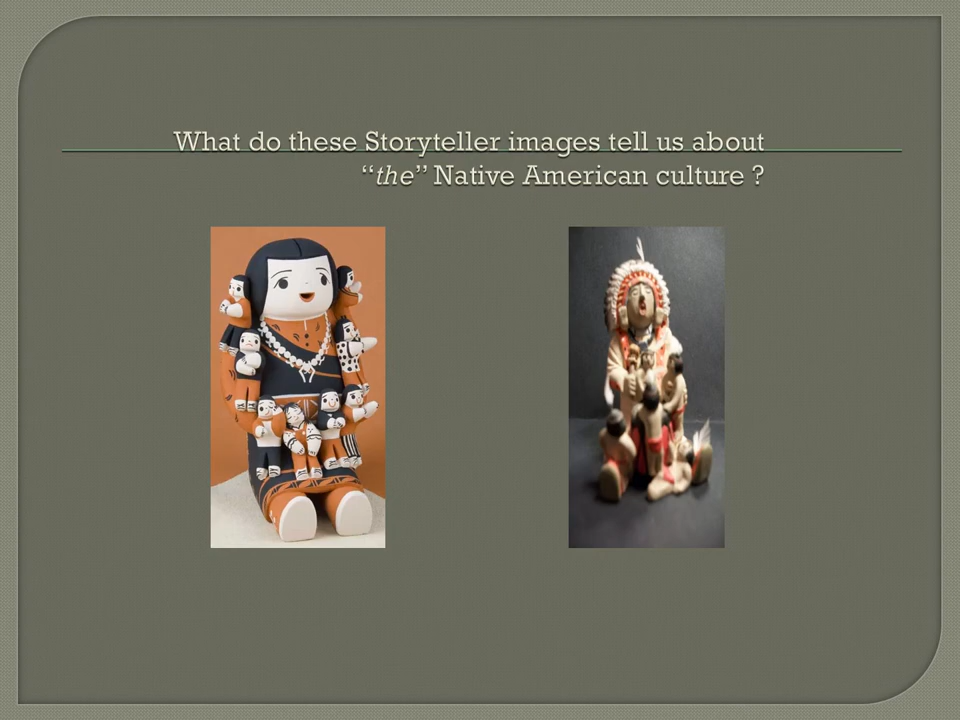 What do these Storyteller images tell us about
“the” Native American culture ?